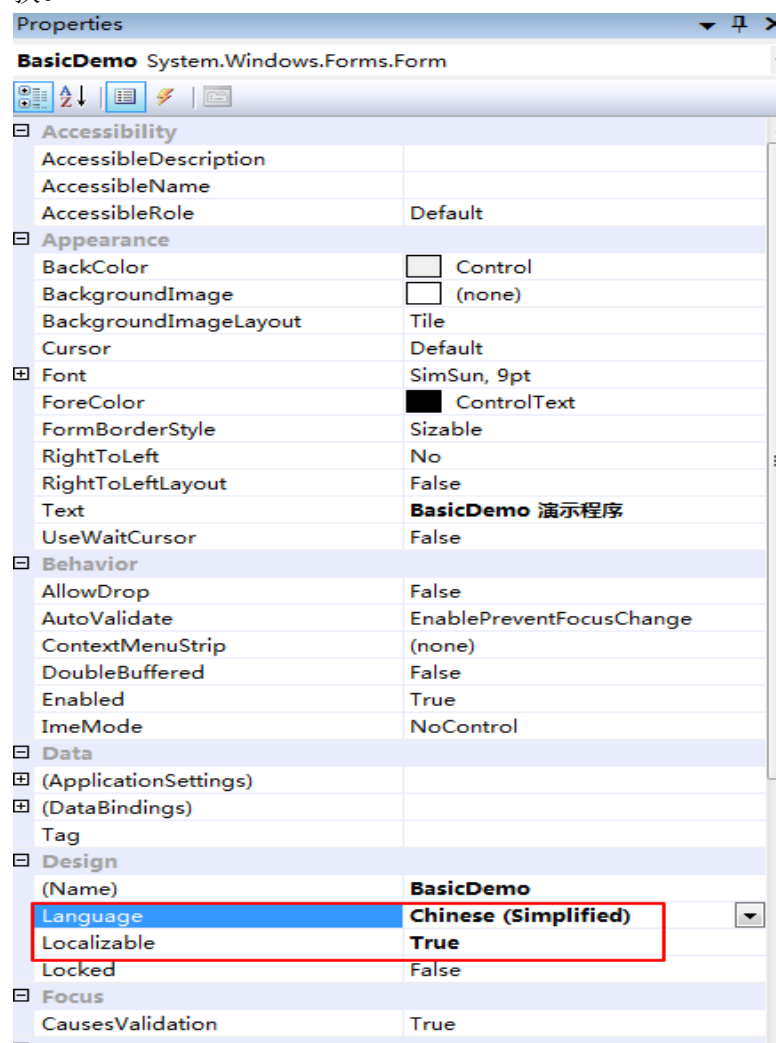 Properties
BasicDemo System.Windows.Forms.Form
Accessibility
AccessibleDescription
AccessibleName
AccessibleRole Default
Appearance
BackColor Control
BackgroundImage (none)
BackgroundImageLayout Tile
Cursor Default
Font SimSun, 9pt
ForeColor ControlText
FormBorderStyle Sizable
RightToLeft No
RightToLeftLayout False
Text BasicDemo 演示程序
UseWaitCursor False
Behavior
AllowDrop False
AutoValidate EnablePreventFocusChange
ContextMenuStrip (none)
DoubleBuffered False
Enabled True
ImeMode NoControl
Data
(ApplicationSettings)
(DataBindings)
Tag
Design
(Name) BasicDemo
Language Chinese (Simplified)
Localizable True
Locked False
Focus
CausesValidation True